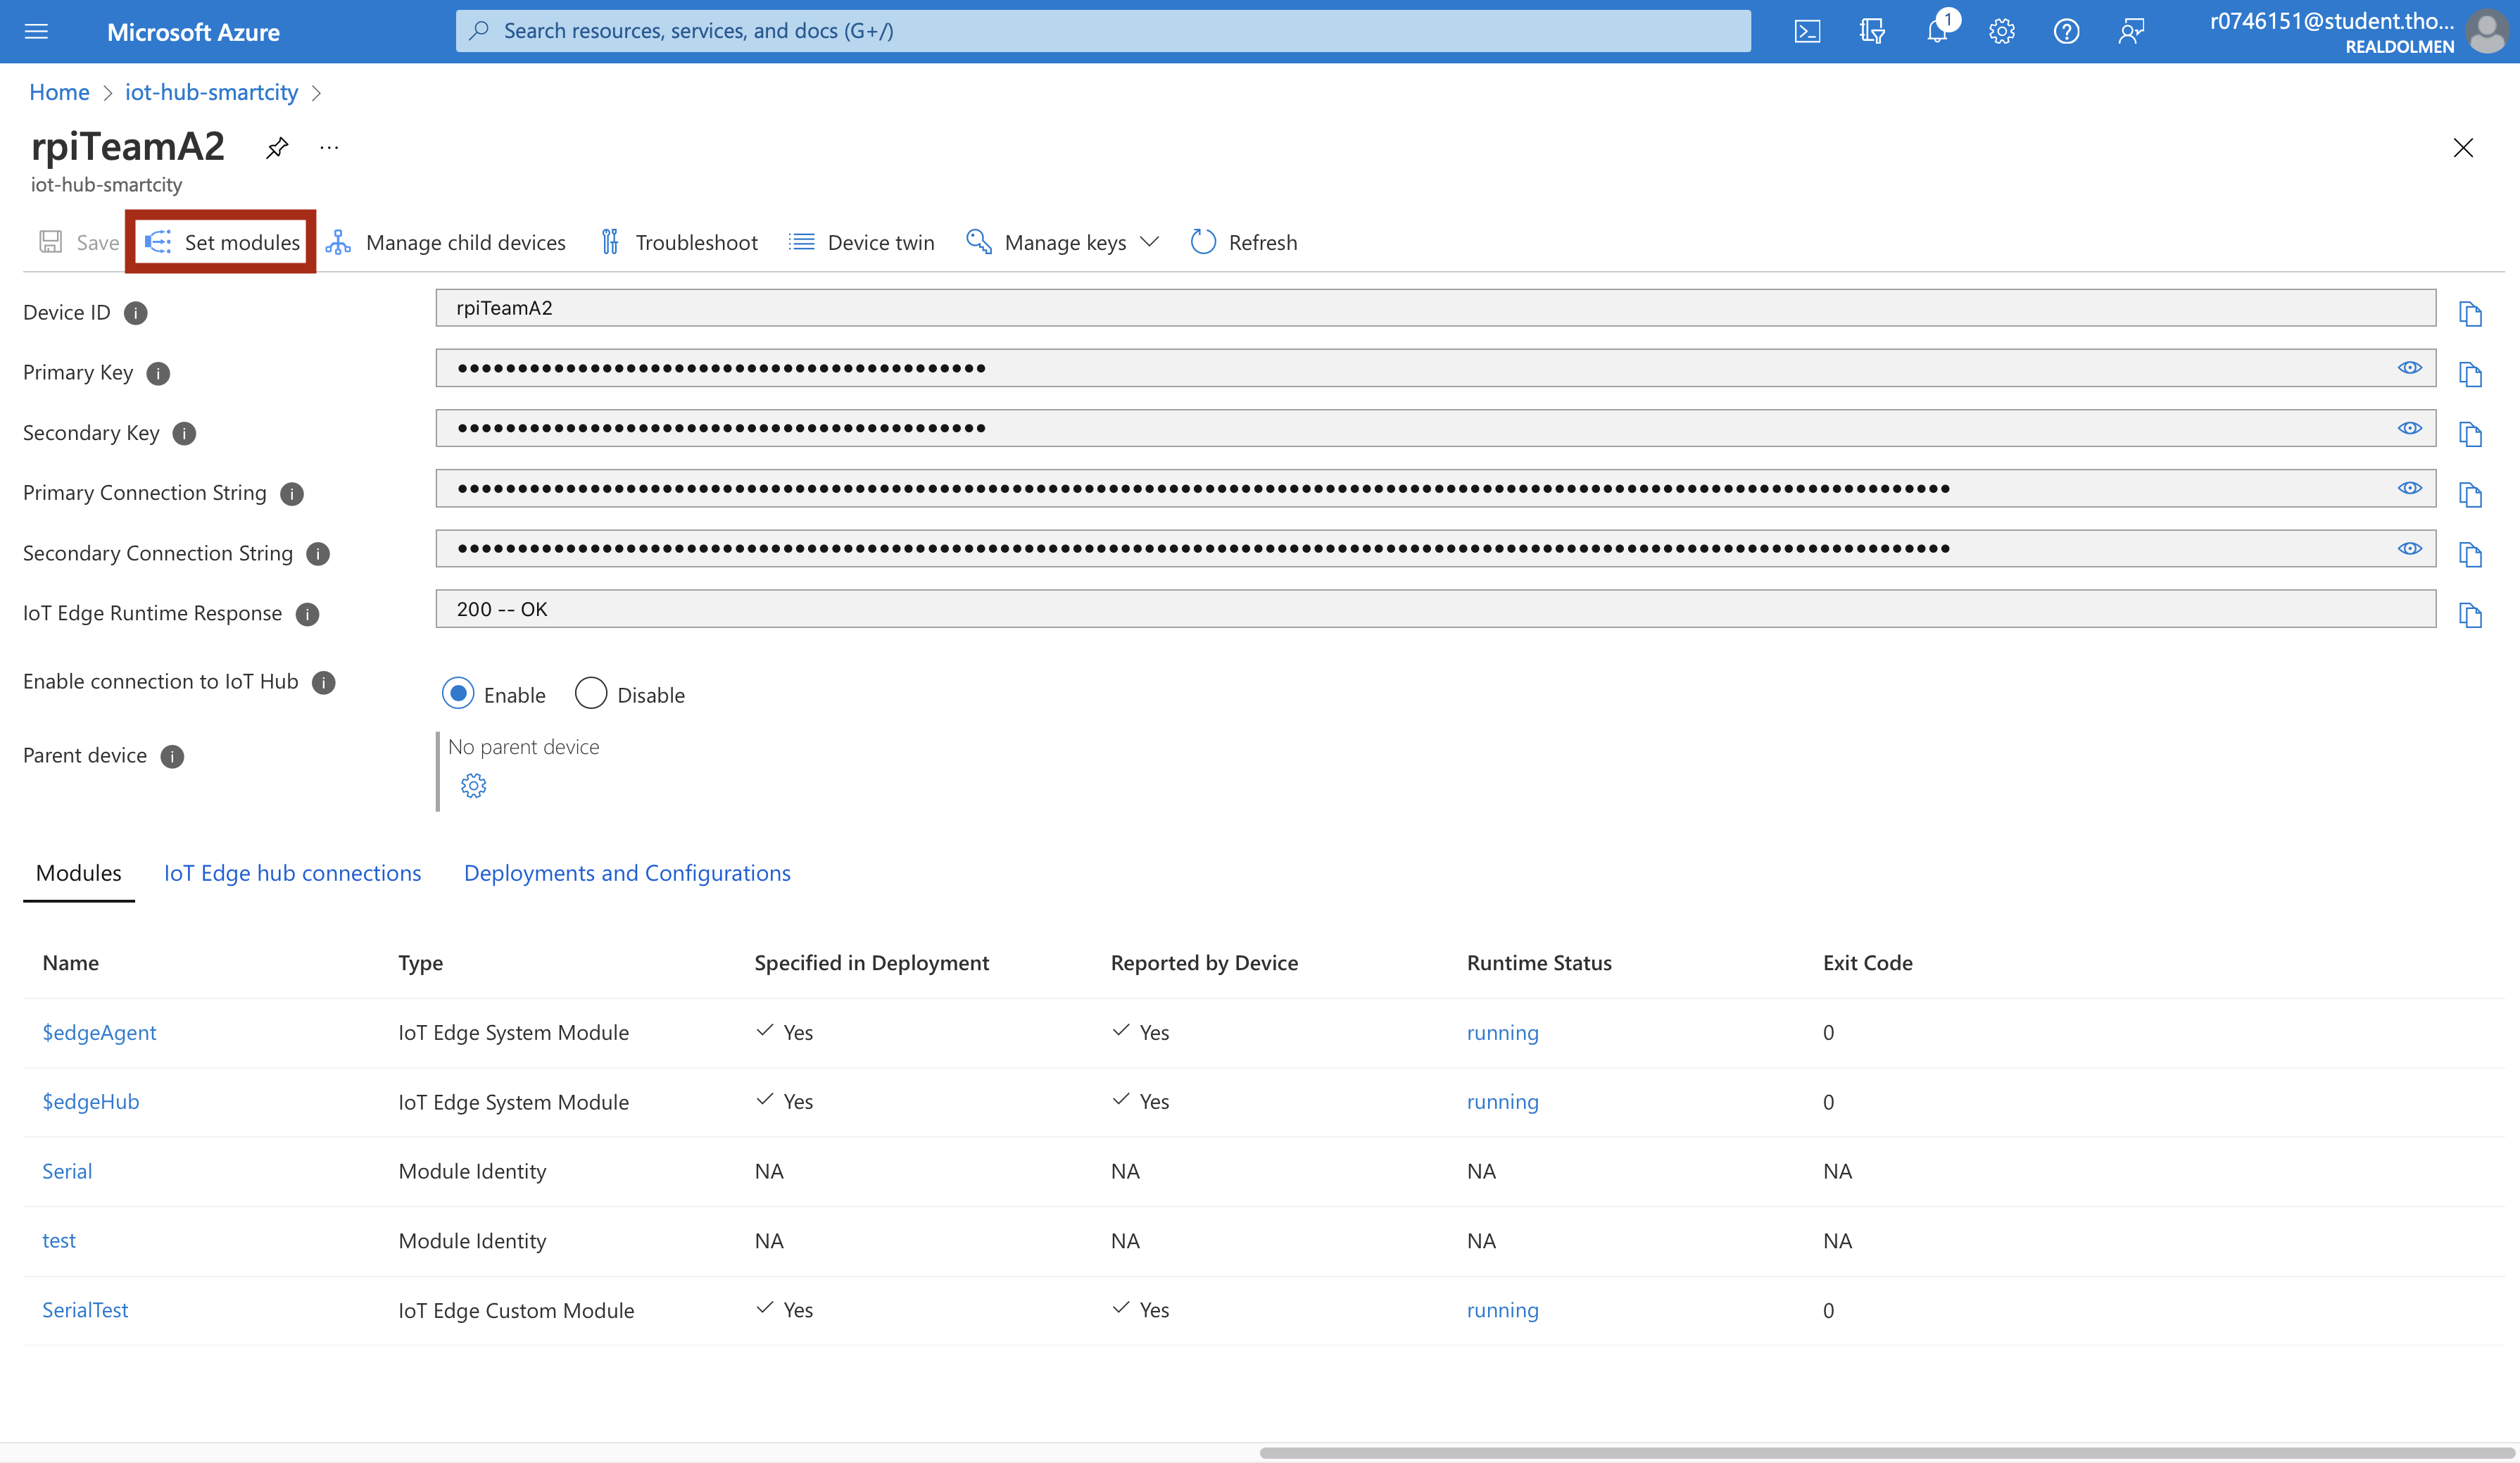 Microsoft Azure
Search resources, services, and docs (G+/)
1
r0746151@student.tho...
REALDOLMEN
Home > iot-hub-smartcity >
rpiTeamA2 ...
iot-hub-smartcity
Save Set modules Manage child devices Troubleshoot Device twin Manage keys Refresh
Device ID rpiTeamA2
Primary Key
Secondary Key
Primary Connection String
Secondary Connection String
IoT Edge Runtime Response 200 -- OK
Enable connection to IoT Hub Enable Disable
Parent device No parent device
Modules IoT Edge hub connections Deployments and Configurations
Name Type Specified in Deployment Reported by Device Runtime Status Exit Code
$edgeAgent IoT Edge System Module Yes Yes running 0
$edgeHub IoT Edge System Module Yes Yes running 0
Serial Module Identity NA NA NA NA
test Module Identity NA NA NA NA
SerialTest IoT Edge Custom Module Yes Yes running 0